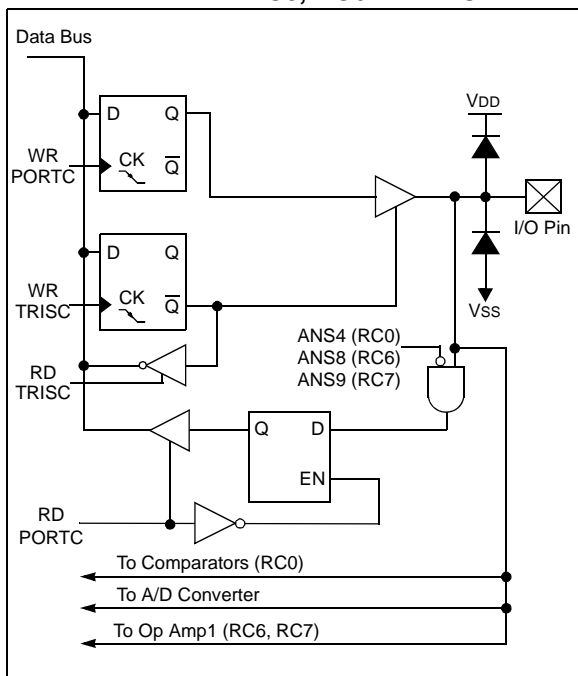 Data Bus
D Q
VDD
WR
PORTC
CK
Q
I/O Pin
D Q
VSS
WR
TRISC
CK
Q
ANS4 (RC0)
ANS8 (RC6)
ANS9 (RC7)
RD
TRISC
Q D
EN
RD
PORTC
To Comparators (RC0)
To A/D Converter
To Op Amp1 (RC6, RC7)